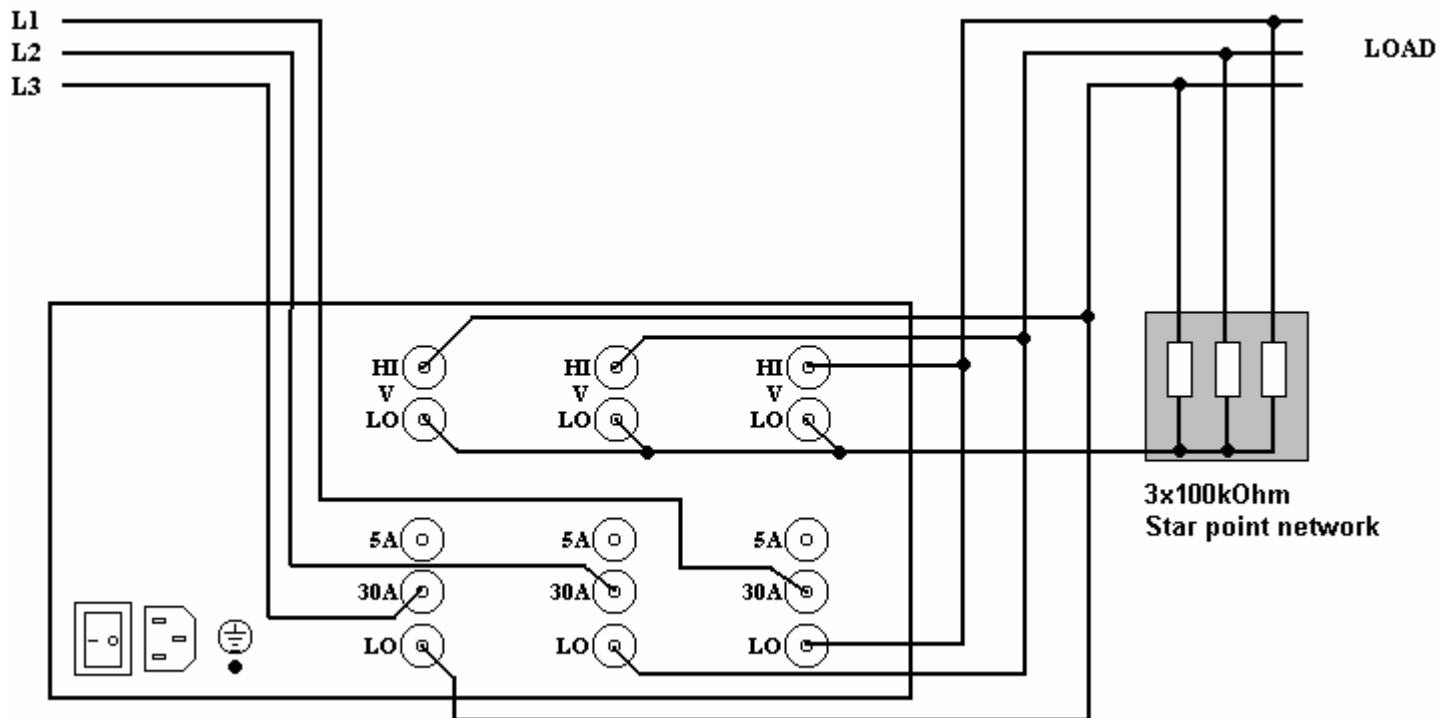 L1
L2
L3
LOAD
HI HI HI
V V V
LO LO LO
3x100kOhm
Star point network
5A 5A 5A
30A 30A 30A
LO LO LO